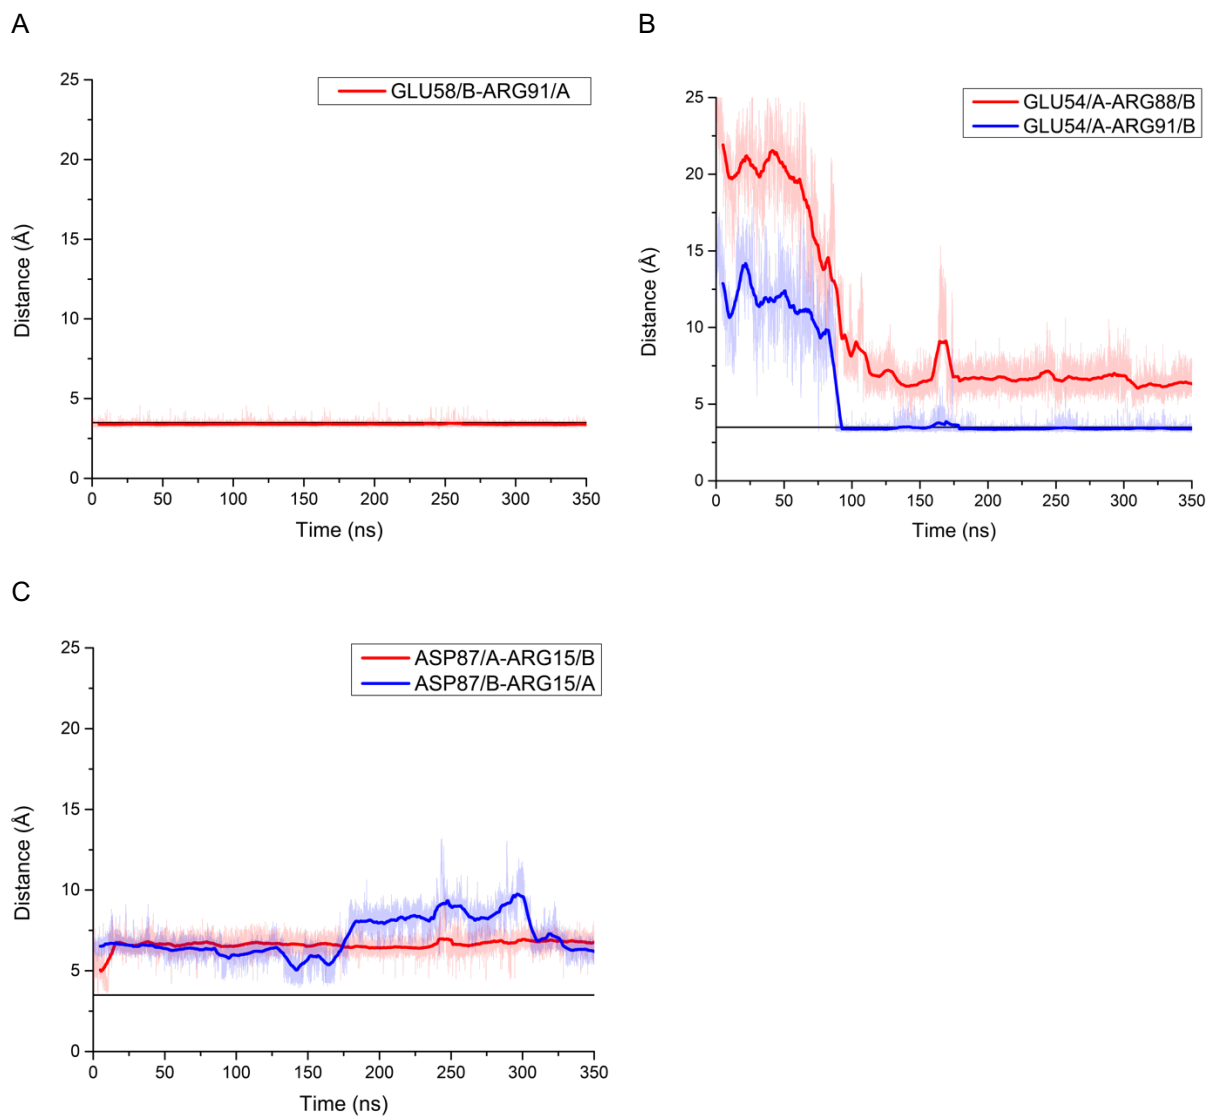 A
GLU58/B-ARG91/A
25
20
15
10
5
0
Distance (Å)
0 50 100 150 200 250 300 350
Time (ns)
B
GLU54/A-ARG88/B
GLU54/A-ARG91/B
25
20
15
10
5
0
Distance (Å)
0 50 100 150 200 250 300 350
Time (ns)
C
ASP87/A-ARG15/B
ASP87/B-ARG15/A
25
20
15
10
5
0
Distance (Å)
0 50 100 150 200 250 300 350
Time (ns)